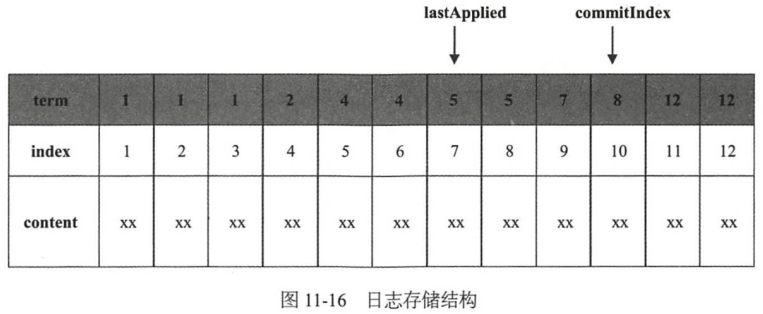 lastApplied commitIndex
term 1 1 1 2 4 4 5 5 7 8 12 12
index 1 2 3 4 5 6 7 8 9 10 11 12
content xx xx xx xx xx xx xx xx xx xx xx xx
图 11-16 日志存储结构